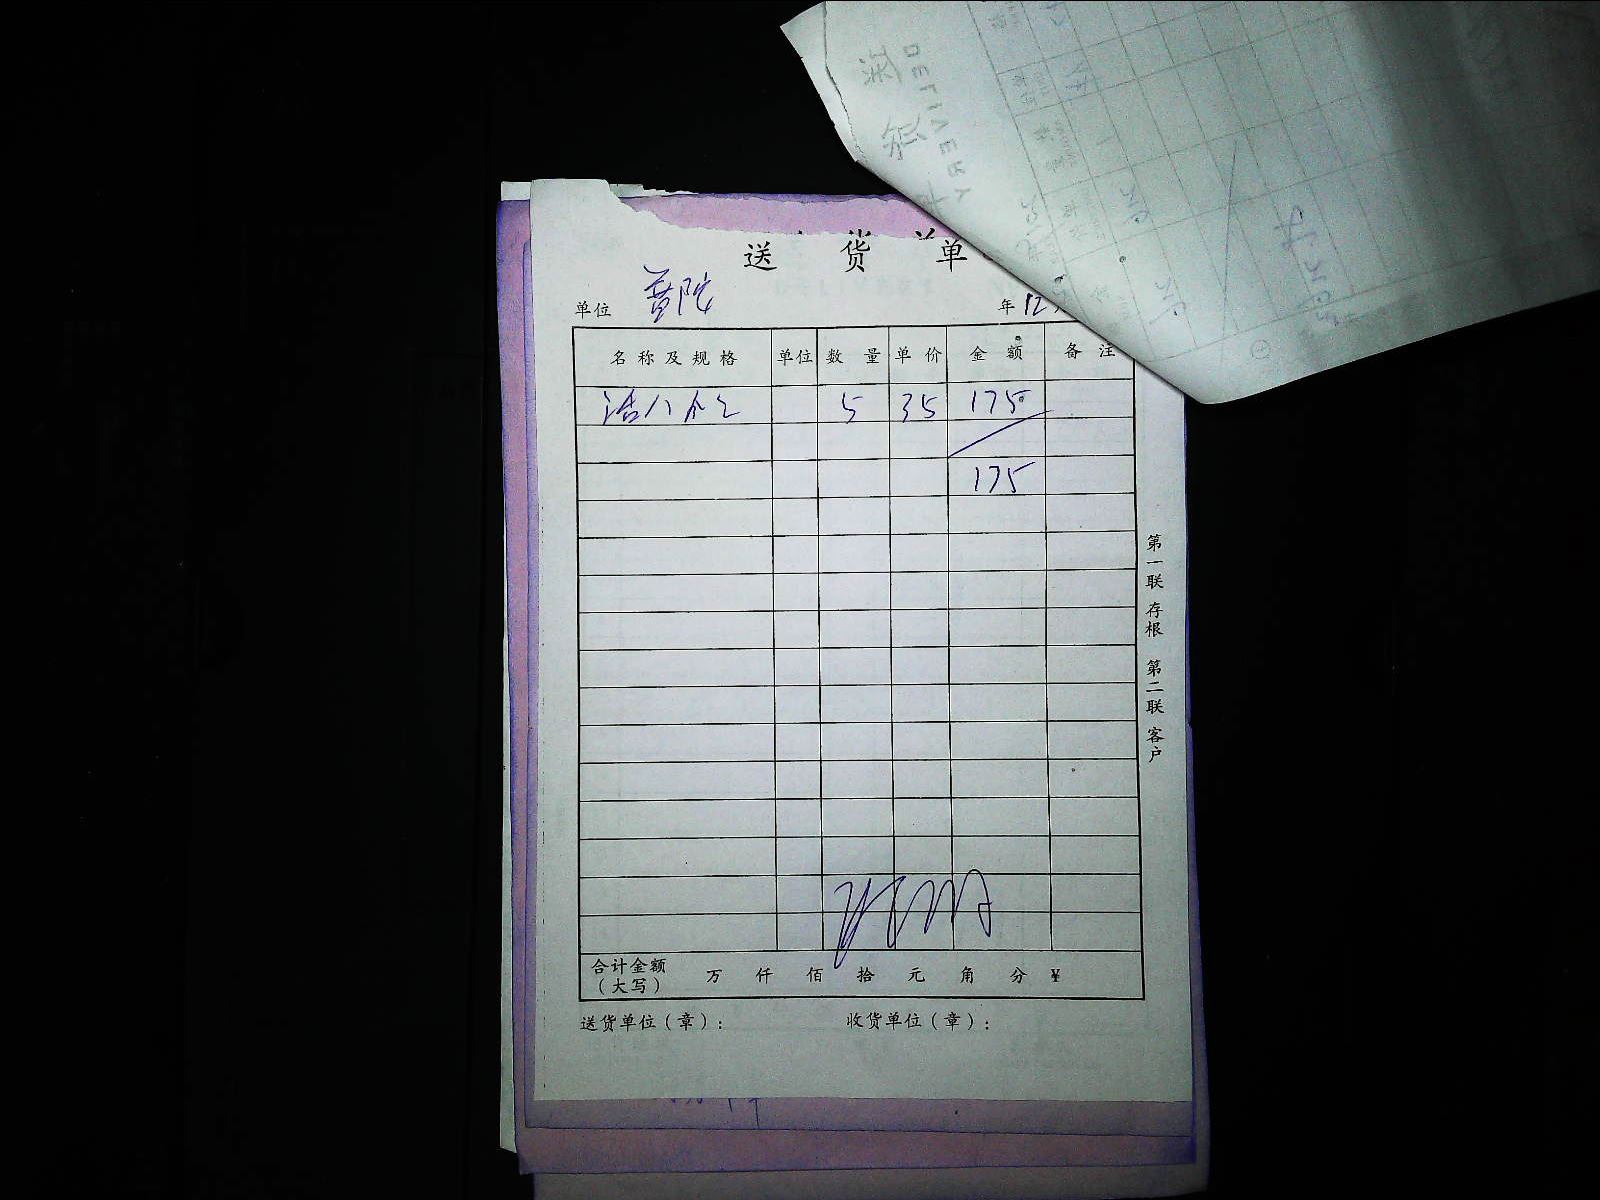 送 货 单
单位 普陀 年 12
名称及规格 单位 数量 单价 金额 备注
5 35 175
175
合计金额（大写） 万 仟 佰 拾 元 角 分 ￥
送货单位（章）： 收货单位（章）：
第一联 存根 第二联 客户
DELIVERY